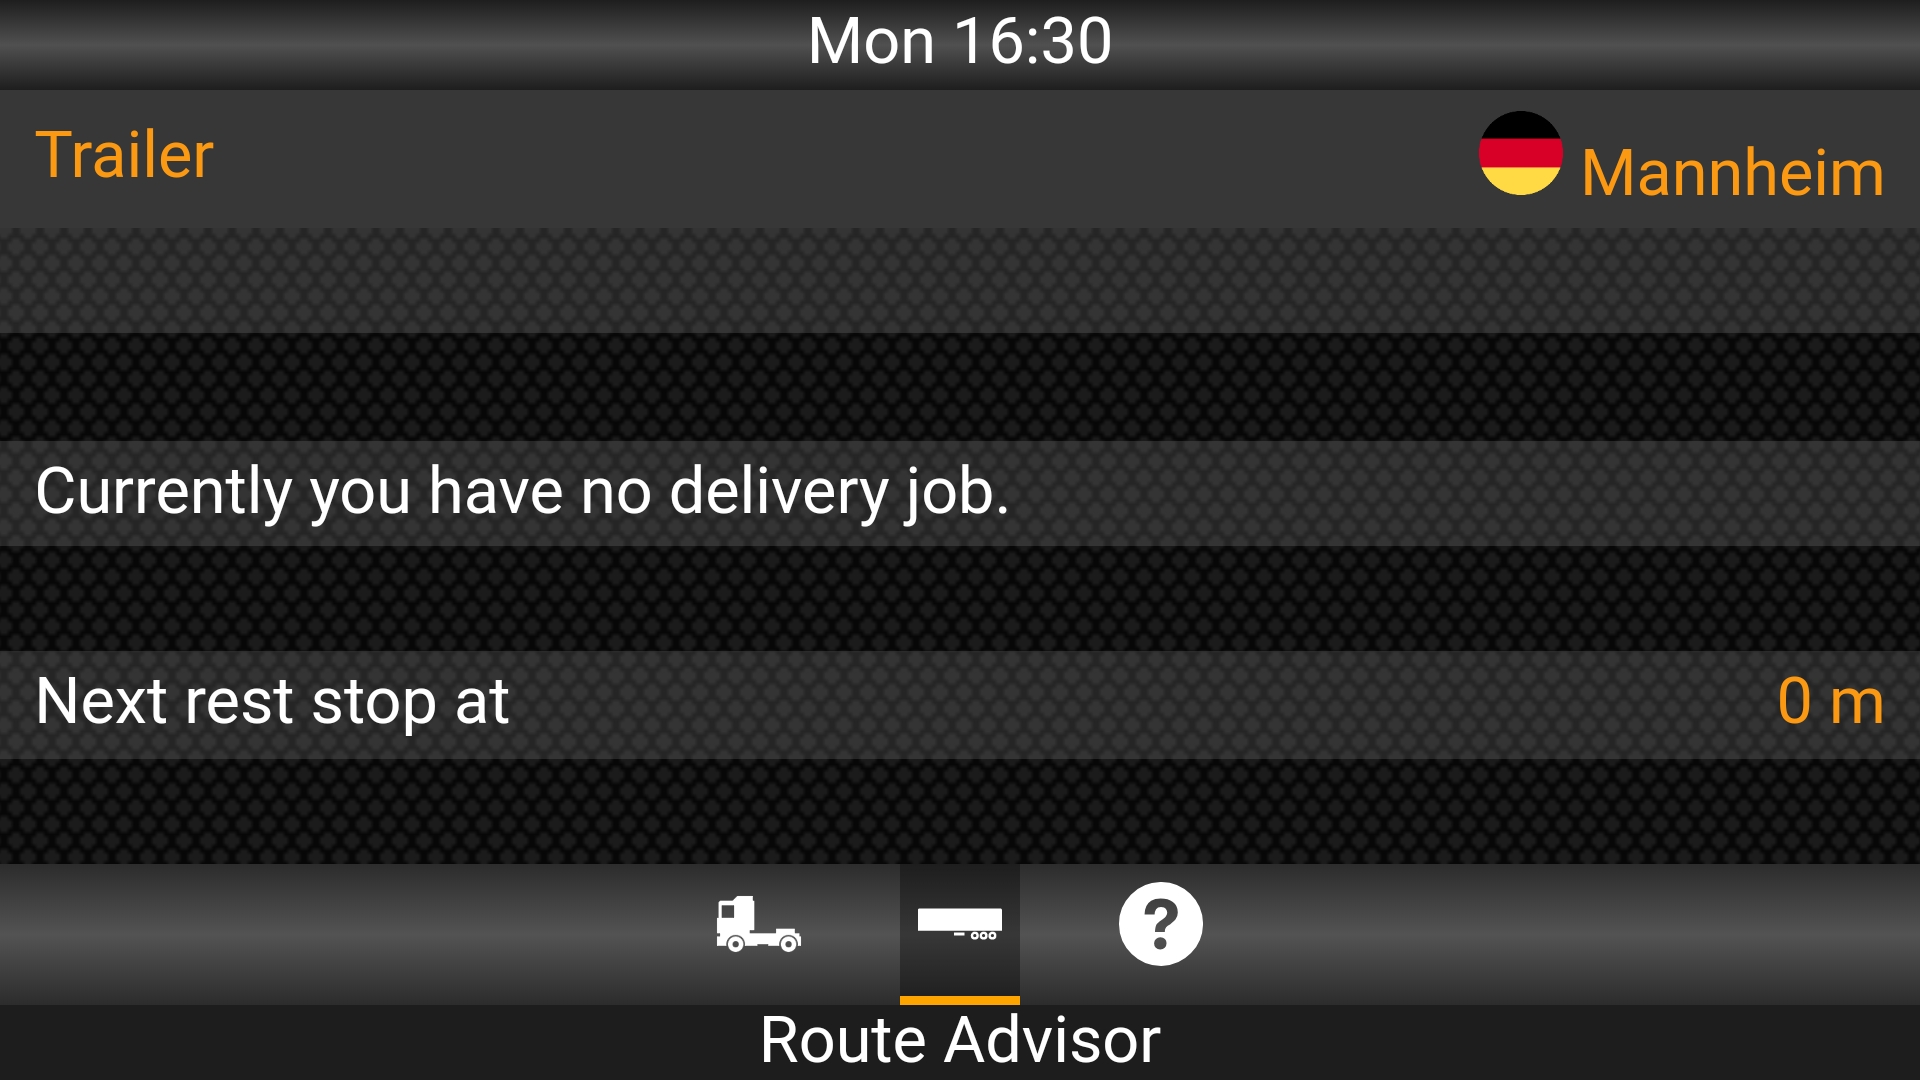 Mon 16:30
Trailer
Mannheim
Currently you have no delivery job.
Next rest stop at
0 m
?
Route Advisor